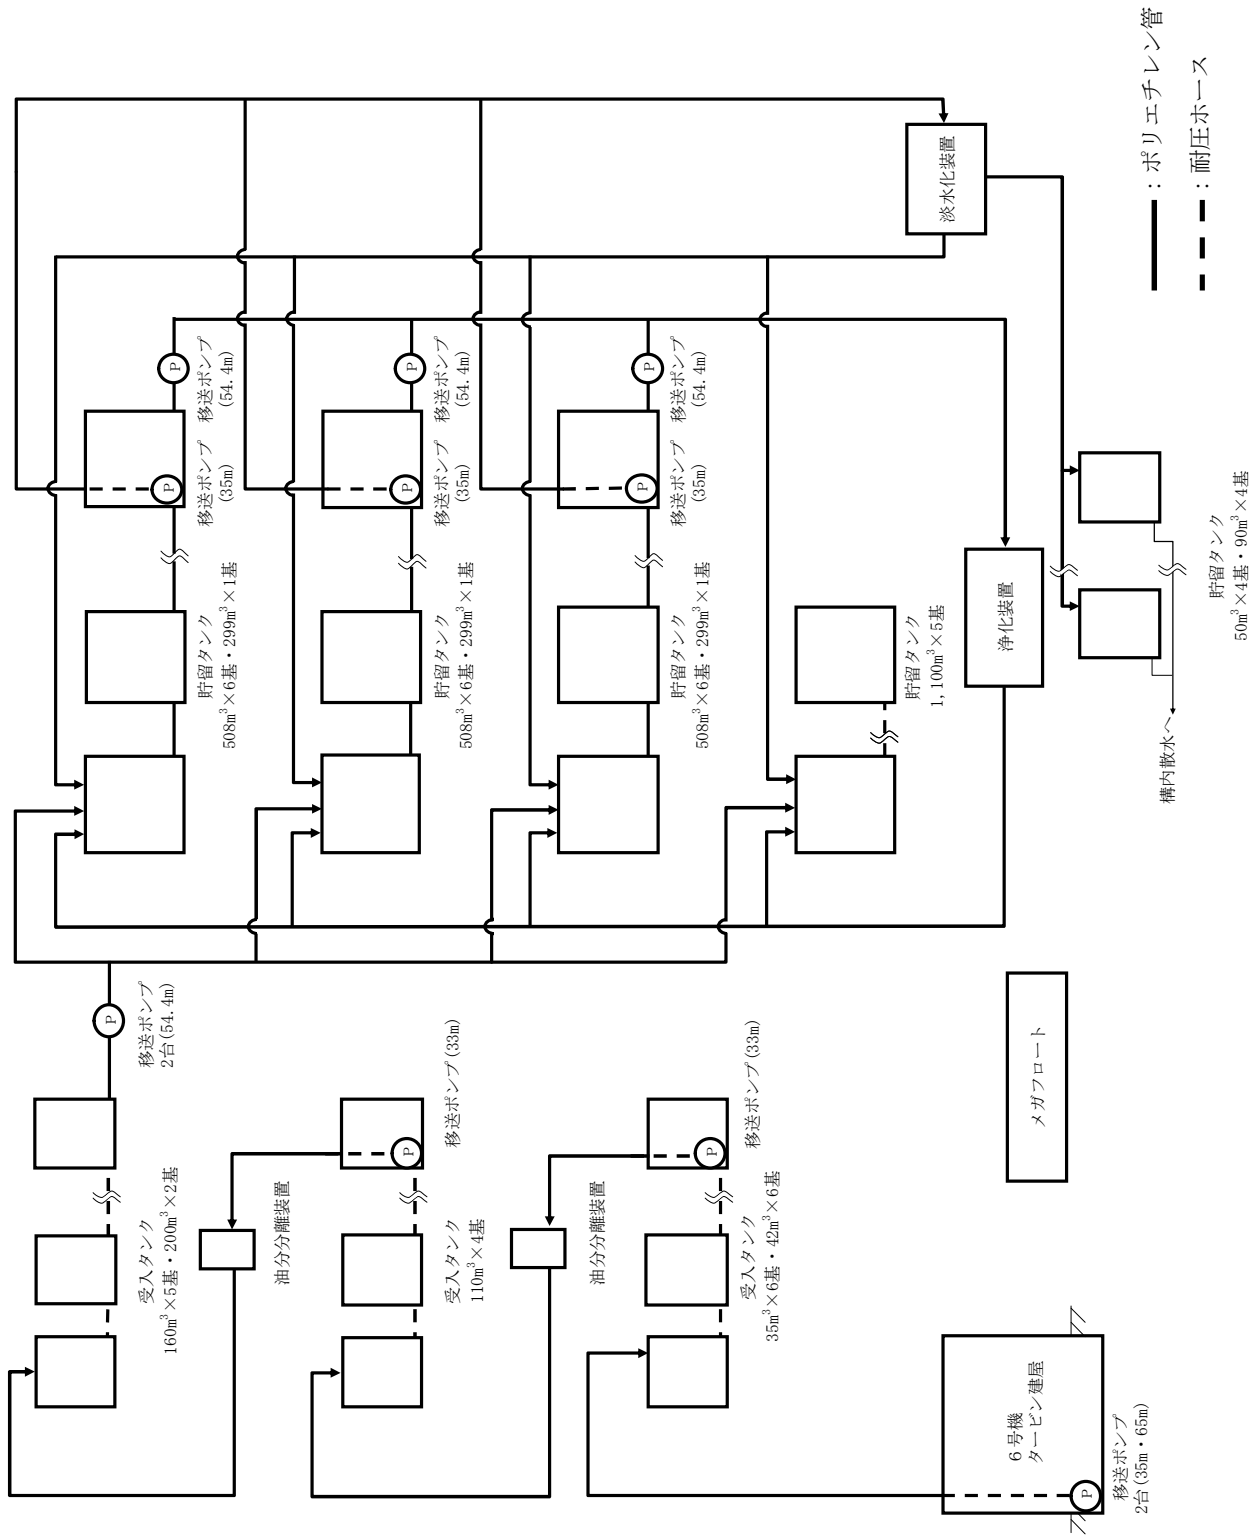 6号機
タービン建屋
P
移送ポンプ
2台(35m・65m)
受入タンク
35m³×6基・42m³×6基
P
移送ポンプ(33m)
油分分離装置
受入タンク
110m³×4基
P
移送ポンプ(33m)
油分分離装置
受入タンク
160m³×5基・200m³×2基
P
移送ポンプ
2台(54.4m)
メガフロート
貯留タンク
508m³×6基・299m³×1基
P
移送ポンプ
(35m)
P
移送ポンプ
(54.4m)
貯留タンク
508m³×6基・299m³×1基
P
移送ポンプ
(35m)
P
移送ポンプ
(54.4m)
貯留タンク
508m³×6基・299m³×1基
P
移送ポンプ
(35m)
P
移送ポンプ
(54.4m)
貯留タンク
1,100m³×5基
浄化装置
淡水化装置
構内散水へ
貯留タンク
50m³×4基・90m³×4基
:ポリエチレン管
:耐圧ホース